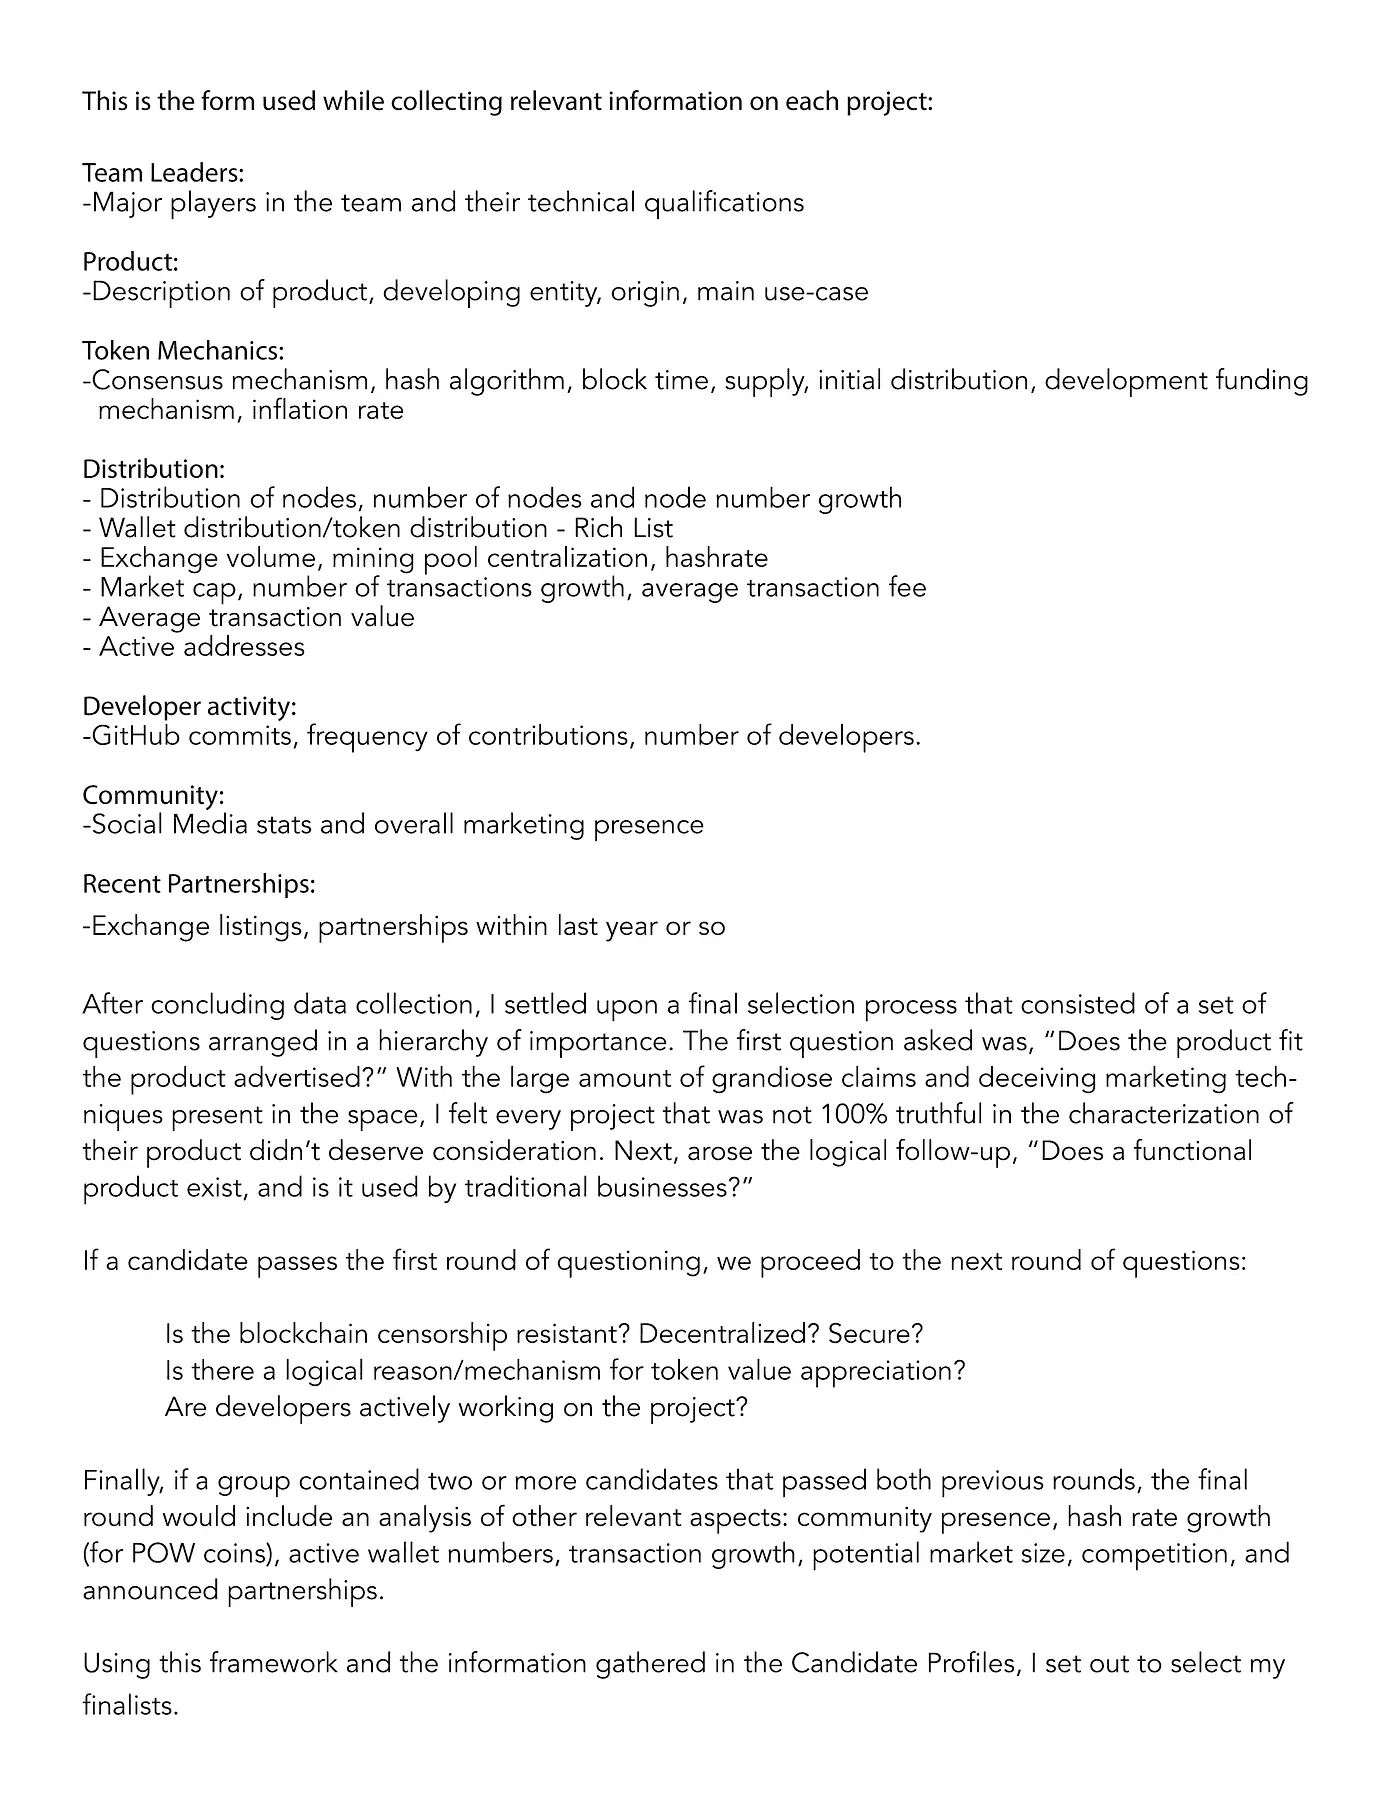 This is the form used while collecting relevant information on each project:
Team Leaders:
-Major players in the team and their technical qualifications
Product:
-Description of product, developing entity, origin, main use-case
Token Mechanics:
-Consensus mechanism, hash algorithm, block time, supply, initial distribution, development funding
mechanism, inflation rate
Distribution:
- Distribution of nodes, number of nodes and node number growth
- Wallet distribution/token distribution - Rich List
- Exchange volume, mining pool centralization, hashrate
- Market cap, number of transactions growth, average transaction fee
- Average transaction value
- Active addresses
Developer activity:
-GitHub commits, frequency of contributions, number of developers.
Community:
-Social Media stats and overall marketing presence
Recent Partnerships:
-Exchange listings, partnerships within last year or so
After concluding data collection, I settled upon a final selection process that consisted of a set of
questions arranged in a hierarchy of importance. The first question asked was, “Does the product fit
the product advertised?” With the large amount of grandiose claims and deceiving marketing tech-
niques present in the space, I felt every project that was not 100% truthful in the characterization of
their product didn’t deserve consideration. Next, arose the logical follow-up, “Does a functional
product exist, and is it used by traditional businesses?”
If a candidate passes the first round of questioning, we proceed to the next round of questions:
Is the blockchain censorship resistant? Decentralized? Secure?
Is there a logical reason/mechanism for token value appreciation?
Are developers actively working on the project?
Finally, if a group contained two or more candidates that passed both previous rounds, the final
round would include an analysis of other relevant aspects: community presence, hash rate growth
(for POW coins), active wallet numbers, transaction growth, potential market size, competition, and
announced partnerships.
Using this framework and the information gathered in the Candidate Profiles, I set out to select my
finalists.